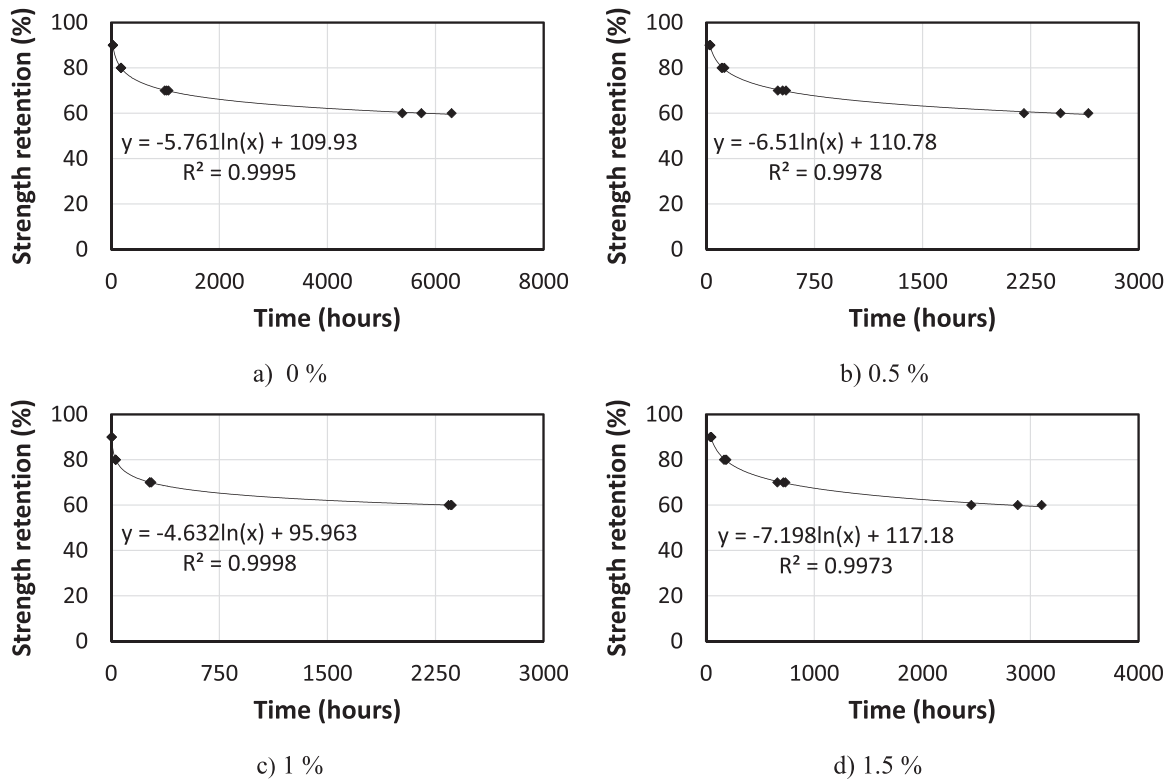 Strength retention (%)
100
80
60
40
20
0
y = -5.761ln(x) + 109.93
R² = 0.9995
0 2000 4000 6000 8000
Time (hours)
a) 0 %
Strength retention (%)
100
80
60
40
20
0
y = -6.51ln(x) + 110.78
R² = 0.9978
0 750 1500 2250 3000
Time (hours)
b) 0.5 %
Strength retention (%)
100
80
60
40
20
0
y = -4.632ln(x) + 95.963
R² = 0.9998
0 750 1500 2250 3000
Time (hours)
c) 1 %
Strength retention (%)
100
80
60
40
20
0
y = -7.198ln(x) + 117.18
R² = 0.9973
0 1000 2000 3000 4000
Time (hours)
d) 1.5 %